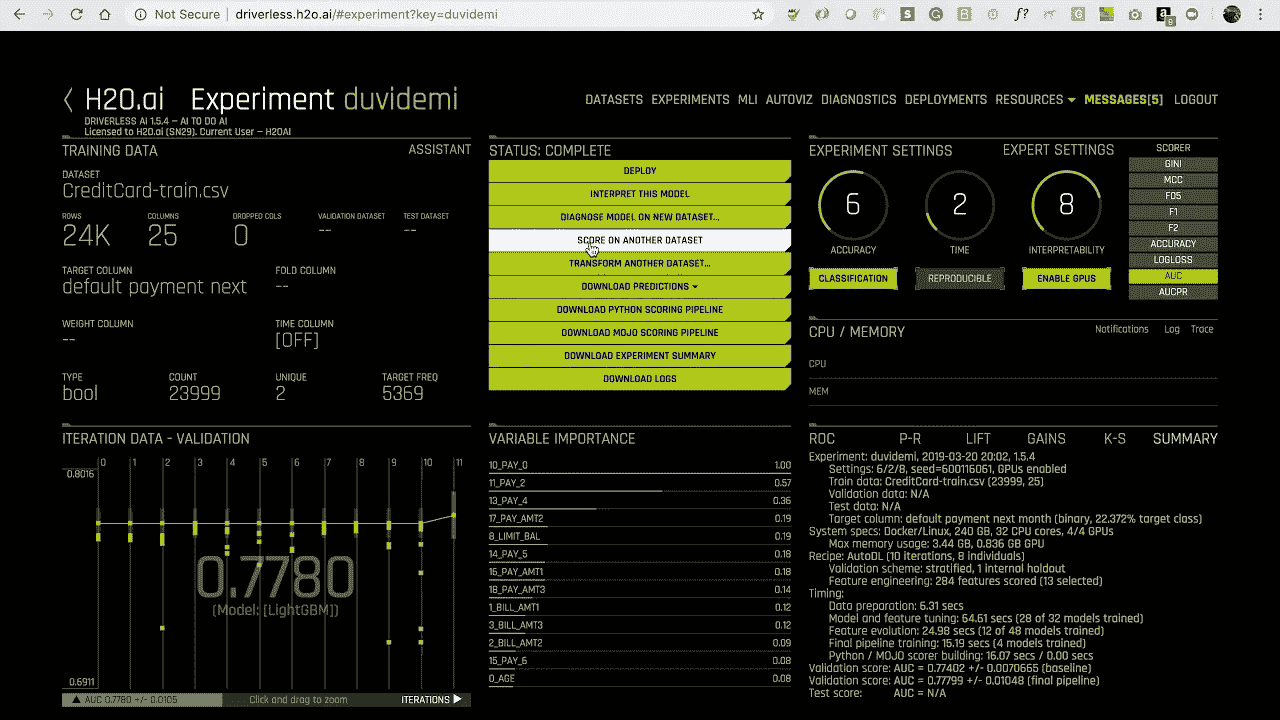 Not Secure | driverless.h2o.ai/#experiment?key=duvidemi
H2O.ai Experiment duvidemi
DRIVERLESS AI 1.5.4 – AI TO DO AI
Licensed to H2O.ai (SN29). Current User – H2OAI
DATASETS EXPERIMENTS MLI AUTOVIZ DIAGNOSTICS DEPLOYMENTS RESOURCES MESSAGES[5] LOGOUT
TRAINING DATA ASSISTANT
DATASET
CreditCard-train.csv
ROWS COLUMNS DROPPED COLS VALIDATION DATASET TEST DATASET
24K 25 0 -- --
TARGET COLUMN FOLD COLUMN
default payment next --
WEIGHT COLUMN TIME COLUMN
-- [OFF]
TYPE COUNT UNIQUE TARGET FREQ
bool 23999 2 5369
STATUS: COMPLETE
DEPLOY
INTERPRET THIS MODEL
DIAGNOSE MODEL ON NEW DATASET...
SCORE ON ANOTHER DATASET
TRANSFORM ANOTHER DATASET...
DOWNLOAD PREDICTIONS
DOWNLOAD PYTHON SCORING PIPELINE
DOWNLOAD MOJO SCORING PIPELINE
DOWNLOAD EXPERIMENT SUMMARY
DOWNLOAD LOGS
EXPERIMENT SETTINGS EXPERT SETTINGS
6 2 8
ACCURACY TIME INTERPRETABILITY
CLASSIFICATION REPRODUCIBLE ENABLE GPUS
SCORER
GINI
MCC
F05
F1
F2
ACCURACY
LOGLOSS
AUC
AUCPR
CPU / MEMORY Notifications Log Trace
CPU
MEM
ITERATION DATA - VALIDATION
0 1 2 3 4 5 6 7 8 9 10 11
0.8016
0.7780
(Model: [LightGBM])
0.6911
AUC 0.7780 +/- 0.0105 Click and drag to zoom ITERATIONS
VARIABLE IMPORTANCE
10_PAY_0 1.00
11_PAY_2 0.57
13_PAY_4 0.36
17_PAY_AMT2 0.19
8_LIMIT_BAL 0.19
14_PAY_5 0.18
16_PAY_AMT1 0.18
18_PAY_AMT3 0.14
1_BILL_AMT1 0.12
3_BILL_AMT3 0.12
2_BILL_AMT2 0.09
15_PAY_6 0.08
0_AGE 0.08
ROC P-R LIFT GAINS K-S SUMMARY
Experiment: duvidemi, 2019-03-20 20:02, 1.5.4
Settings: 6/2/8, seed=600116061, GPUs enabled
Train data: CreditCard-train.csv (23999, 25)
Validation data: N/A
Test data: N/A
Target column: default payment next month (binary, 22.372% target class)
System specs: Docker/Linux, 240 GB, 32 CPU cores, 4/4 GPUs
Max memory usage: 3.44 GB, 0.836 GB GPU
Recipe: AutoDL (10 iterations, 8 individuals)
Validation scheme: stratified, 1 internal holdout
Feature engineering: 284 features scored (13 selected)
Timing:
Data preparation: 6.31 secs
Model and feature tuning: 54.61 secs (28 of 32 models trained)
Feature evolution: 24.98 secs (12 of 48 models trained)
Final pipeline training: 15.19 secs (4 models trained)
Python / MOJO scorer building: 16.07 secs / 0.00 secs
Validation score: AUC = 0.77402 +/- 0.0070665 (baseline)
Validation score: AUC = 0.77799 +/- 0.01048 (final pipeline)
Test score: AUC = N/A